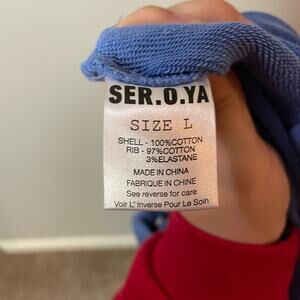 SER.O.YA
SIZE L
SHELL - 100%COTTON
RIB - 97%COTTON
3%ELASTANE
MADE IN CHINA
FABRIQUE IN CHINE
See reverse for care
Voir L' Inverse Pour Le Soin